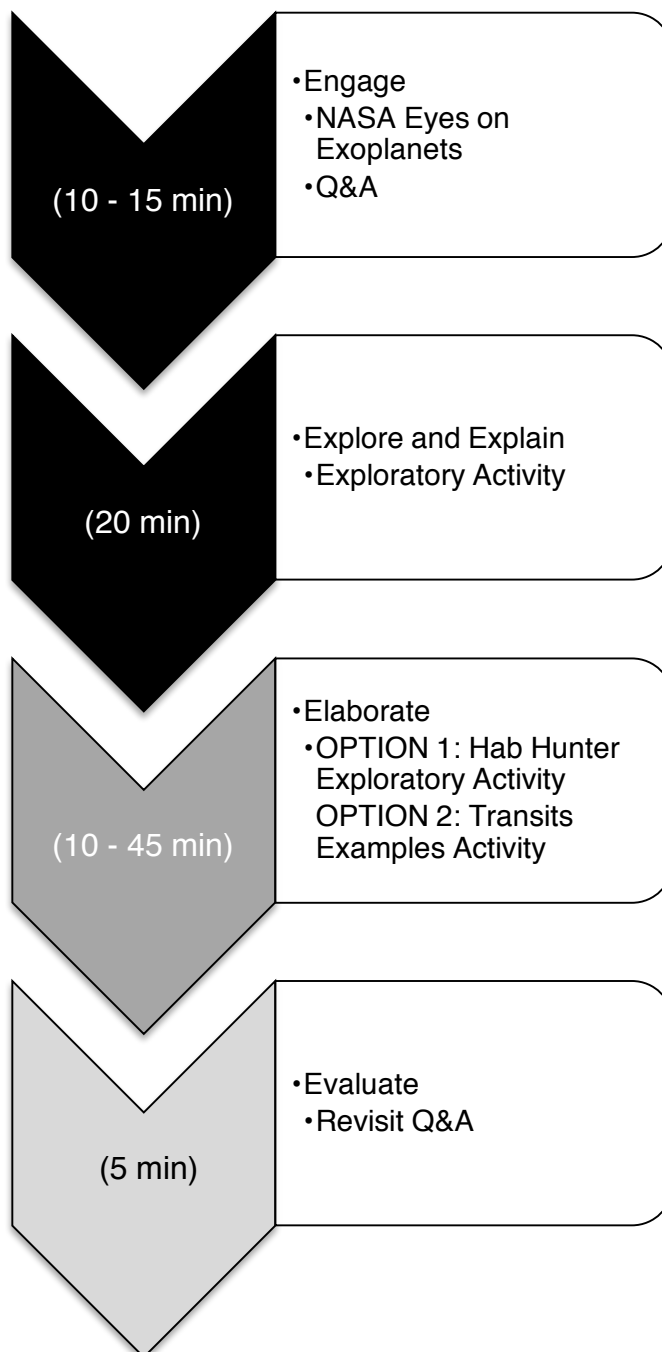 (10 - 15 min)
•Engage
•NASA Eyes on
Exoplanets
•Q&A
(20 min)
•Explore and Explain
•Exploratory Activity
(10 - 45 min)
•Elaborate
•OPTION 1: Hab Hunter
Exploratory Activity
OPTION 2: Transits
Examples Activity
(5 min)
•Evaluate
•Revisit Q&A